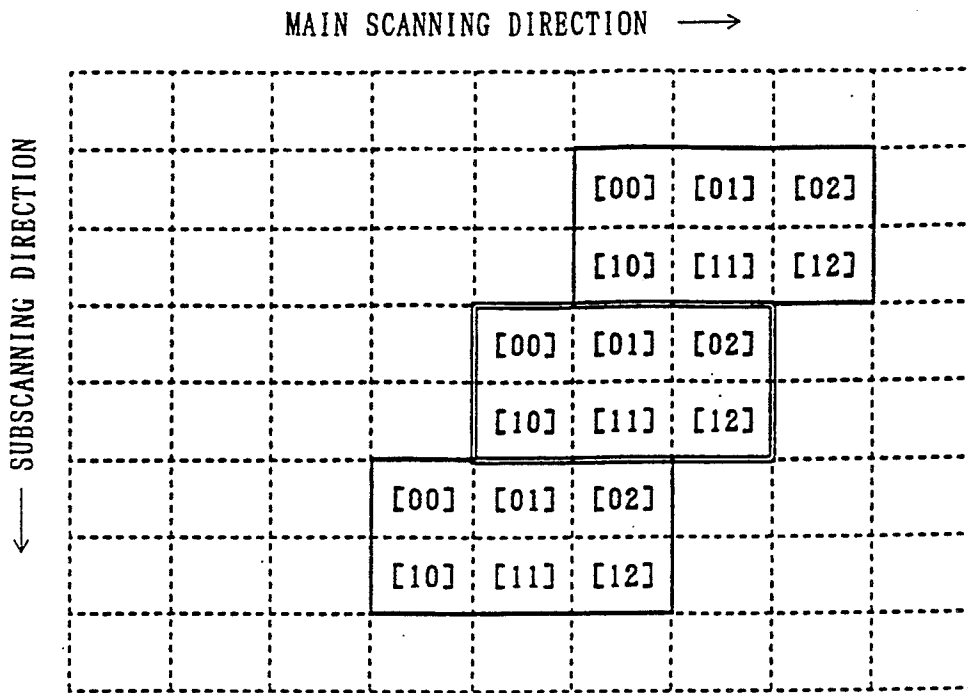 MAIN SCANNING DIRECTION →
SUBSCANNING DIRECTION →
[00] [01] [02]
[10] [11] [12]
[00] [01] [02]
[10] [11] [12]
[00] [01] [02]
[10] [11] [12]